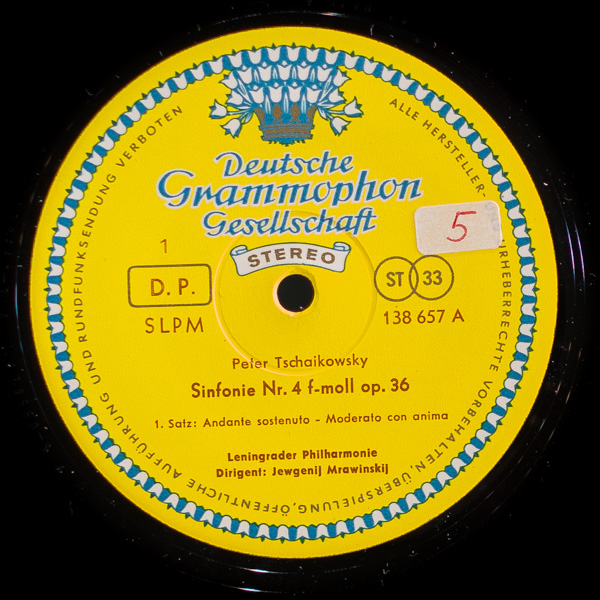 Deutsche
Grammophon
Gesellschaft
STEREO
5
1
D. P.
SLPM
ST 33
138 657 A
Peter Tschaikowsky
Sinfonie Nr. 4 f-moll op. 36
1. Satz: Andante sostenuto - Moderato con anima
Leningrader Philharmonie
Dirigent: Jewgenij Mrawinskij
ALLE HERSTELLER- RHEBERRECHTE VORBEHALTEN, ÜBERSPIELUNG, ÖFFENTLICHE AUFFÜHRUNG UND RUNDFUNKSENDUNG VERBOTEN